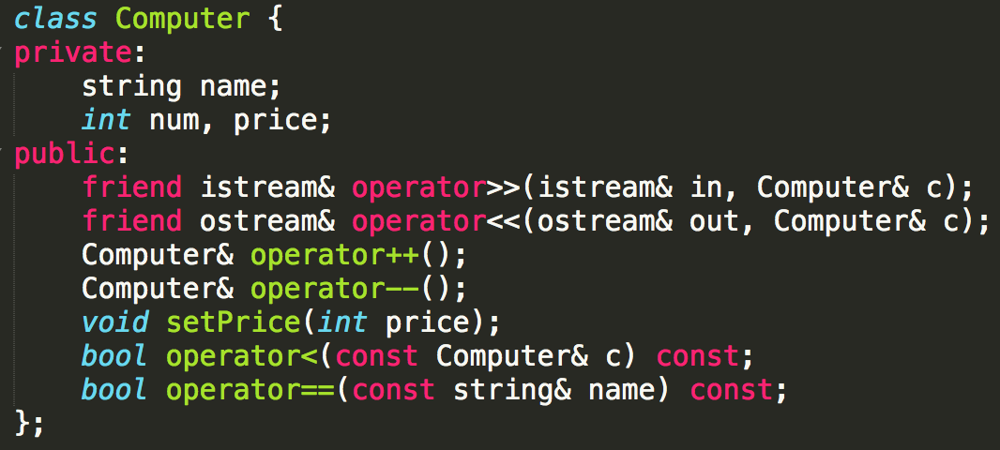 class Computer {
private:
    string name;
    int num, price;
public:
    friend istream& operator>>(istream& in, Computer& c);
    friend ostream& operator<<(ostream& out, Computer& c);
    Computer& operator++();
    Computer& operator--();
    void setPrice(int price);
    bool operator<(const Computer& c) const;
    bool operator==(const string& name) const;
};